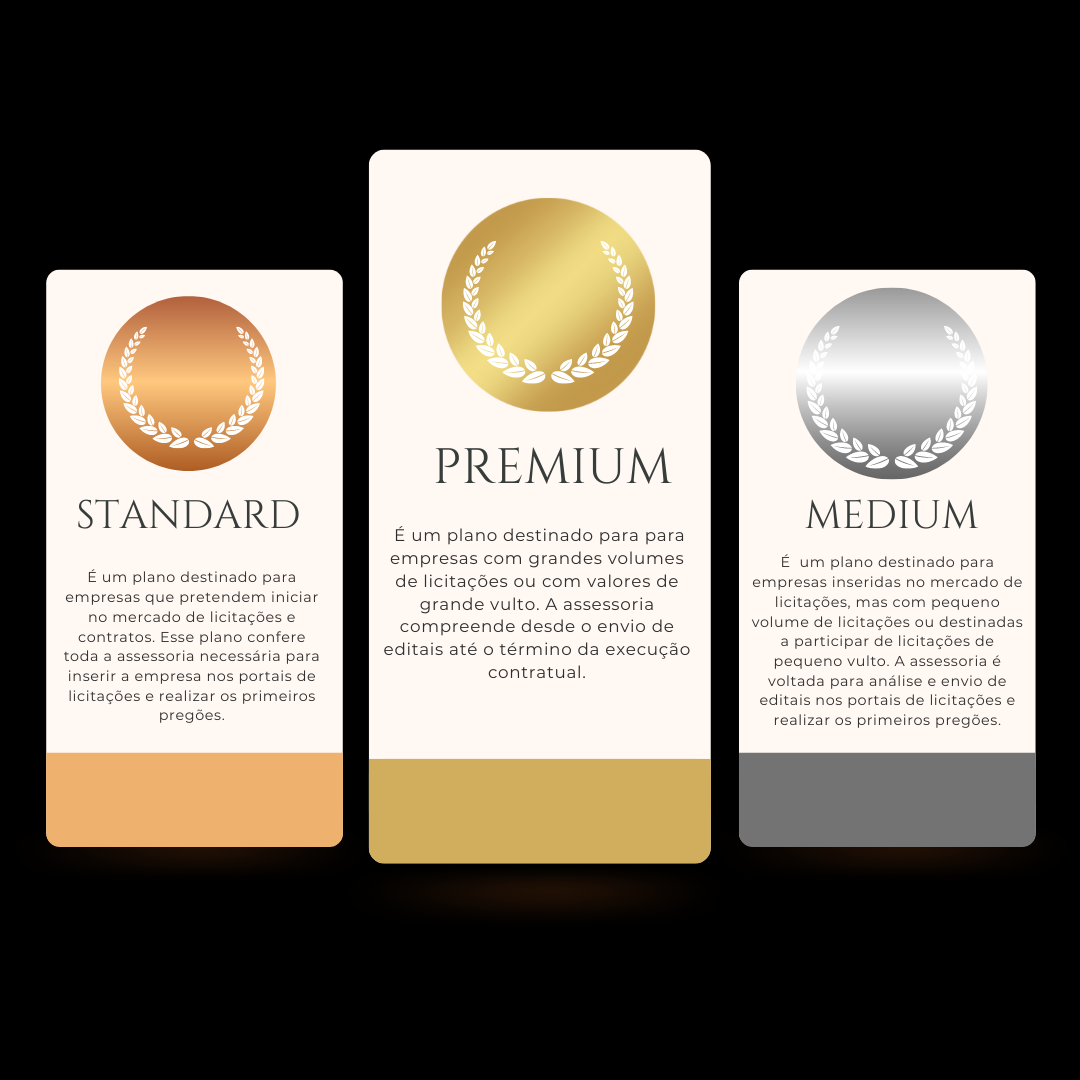 STANDARD
É um plano destinado para
empresas que pretendem iniciar
no mercado de licitações e
contratos. Esse plano confere
toda a assessoria necessária para
inserir a empresa nos portais de
licitações e realizar os primeiros
pregões.
PREMIUM
É um plano destinado para para
empresas com grandes volumes
de licitações ou com valores de
grande vulto. A assessoria
compreende desde o envio de
editais até o término da execução
contratual.
MEDIUM
É  um plano destinado para
empresas inseridas no mercado de
licitações, mas com pequeno
volume de licitações ou destinadas
a participar de licitações de
pequeno vulto. A assessoria é
voltada para análise e envio de
editais nos portais de licitações e
realizar os primeiros pregões.